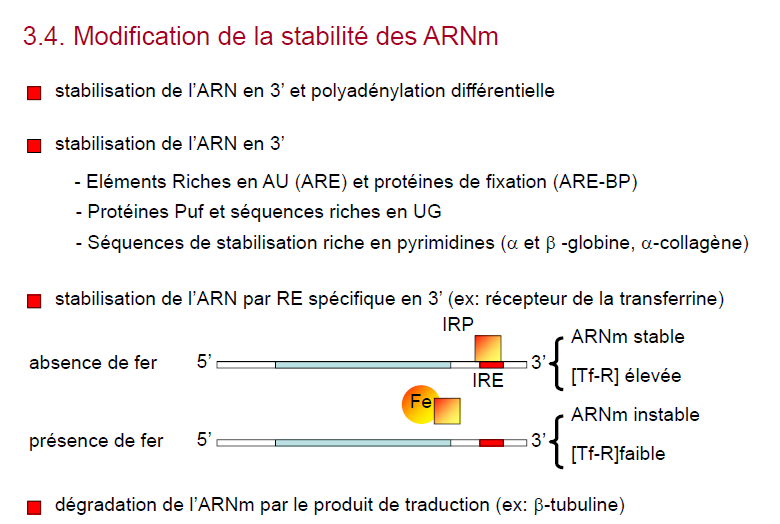 3.4. Modification de la stabilité des ARNm
stabilisation de l'ARN en 3' et polyadénylation différentielle
stabilisation de l'ARN en 3'
- Eléments Riches en AU (ARE) et protéines de fixation (ARE-BP)
- Protéines Puf et séquences riches en UG
- Séquences de stabilisation riche en pyrimidines (α et β -globine, α-collagène)
stabilisation de l'ARN par RE spécifique en 3' (ex: récepteur de la transferrine)
IRP
ARNm stable
absence de fer 5' 3'
IRE
[Tf-R] élevée
Fe
ARNm instable
présence de fer 5' 3'
[Tf-R]faible
dégradation de l'ARNm par le produit de traduction (ex: β-tubuline)